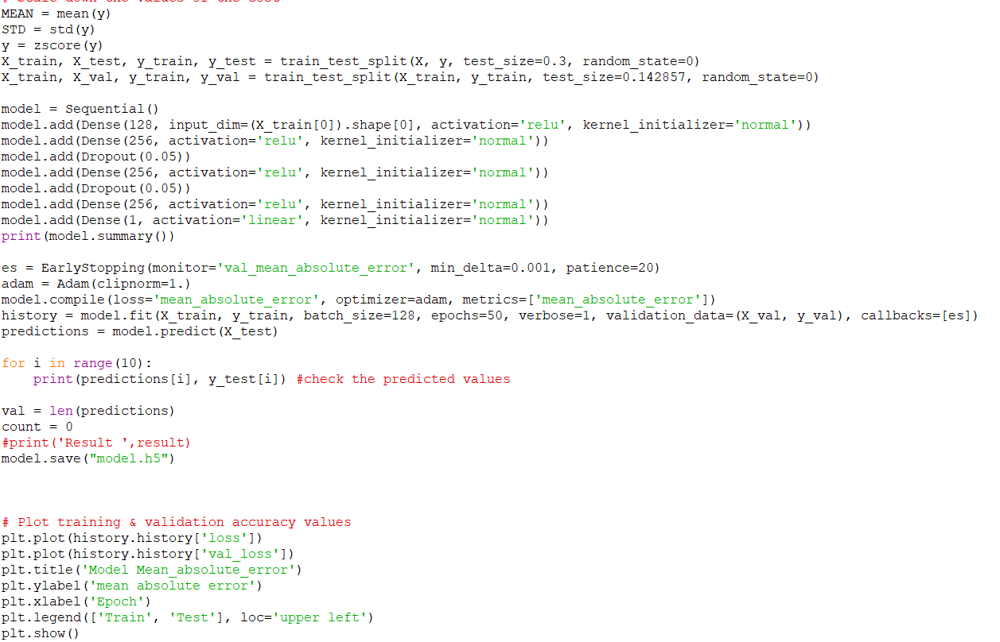 # Scale down the values of the cost
MEAN = mean(y)
STD = std(y)
y = zscore(y)
X_train, X_test, y_train, y_test = train_test_split(X, y, test_size=0.3, random_state=0)
X_train, X_val, y_train, y_val = train_test_split(X_train, y_train, test_size=0.142857, random_state=0)
model = Sequential()
model.add(Dense(128, input_dim=(X_train[0]).shape[0], activation='relu', kernel_initializer='normal'))
model.add(Dense(256, activation='relu', kernel_initializer='normal'))
model.add(Dropout(0.05))
model.add(Dense(256, activation='relu', kernel_initializer='normal'))
model.add(Dropout(0.05))
model.add(Dense(256, activation='relu', kernel_initializer='normal'))
model.add(Dense(1, activation='linear', kernel_initializer='normal'))
print(model.summary())
es = EarlyStopping(monitor='val_mean_absolute_error', min_delta=0.001, patience=20)
adam = Adam(clipnorm=1.)
model.compile(loss='mean_absolute_error', optimizer=adam, metrics=['mean_absolute_error'])
history = model.fit(X_train, y_train, batch_size=128, epochs=50, verbose=1, validation_data=(X_val, y_val), callbacks=[es])
predictions = model.predict(X_test)
for i in range(10):
    print(predictions[i], y_test[i]) #check the predicted values
val = len(predictions)
count = 0
#print('Result ',result)
model.save("model.h5")
# Plot training & validation accuracy values
plt.plot(history.history['loss'])
plt.plot(history.history['val_loss'])
plt.title('Model Mean_absolute_error')
plt.ylabel('mean absolute error')
plt.xlabel('Epoch')
plt.legend(['Train', 'Test'], loc='upper left')
plt.show()